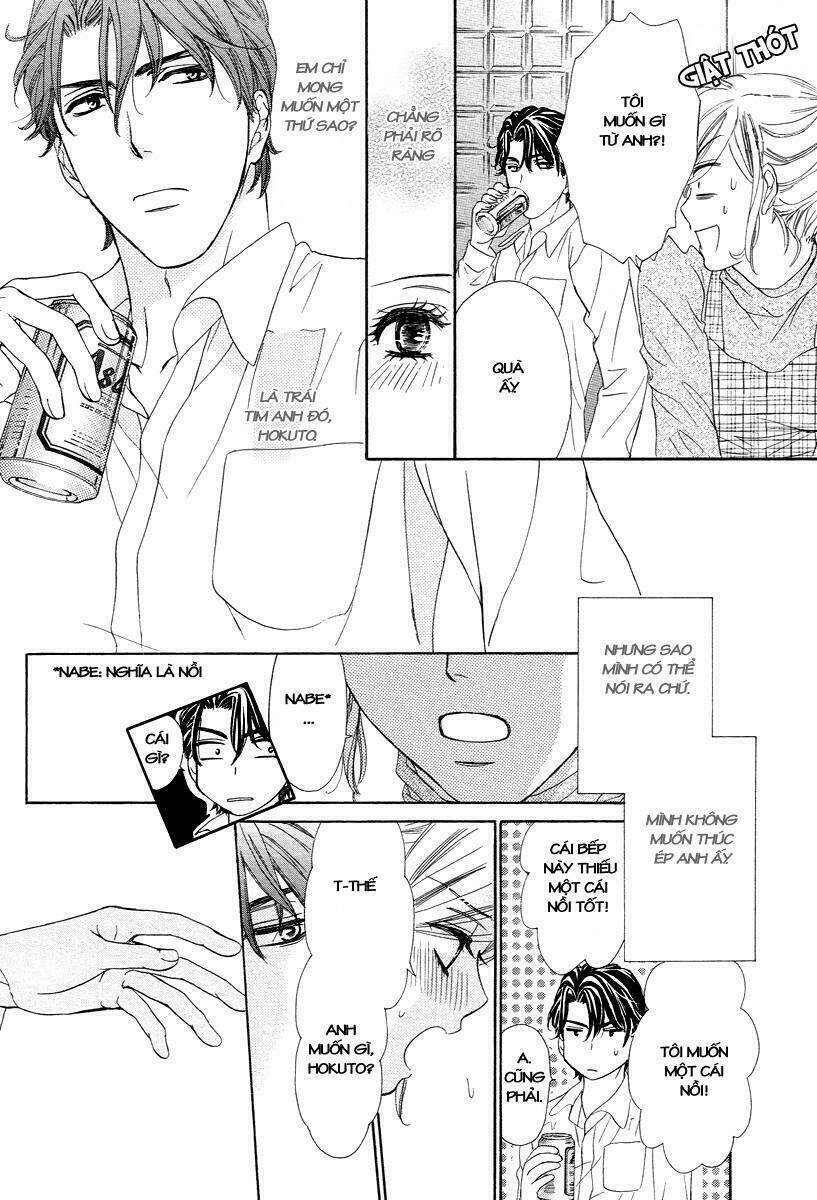 GIẬT THÓT
TÔI
MUỐN GÌ
TỪ ANH?!
QUÀ
ẤY.
CHẲNG
PHẢI RÕ
RÀNG
EM CHỈ
MONG
MUỐN MỘT
THỨ SAO?
LÀ TRÁI
TIM ANH ĐÓ,
HOKUTO.
NHƯNG SAO
MÌNH CÓ THỂ
NÓI RA CHỨ.
MÌNH KHÔNG
MUỐN THÚC
ÉP ANH ẤY.
NABE*
...
*NABE: NGHĨA LÀ NỒI
CÁI
GÌ?
TÔI MUỐN
MỘT CÁI
NỒI!
CÁI BẾP
NÀY THIẾU
MỘT CÁI
NỒI TỐT!
A.
CŨNG
PHẢI.
T-THẾ
ANH
MUỐN GÌ,
HOKUTO?